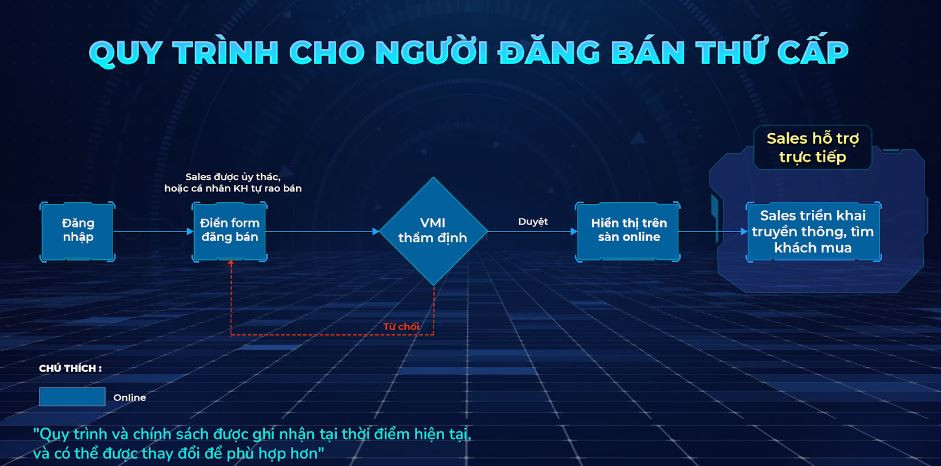 QUY TRÌNH CHO NGƯỜI ĐĂNG BÁN THỨ CẤP
Sales hỗ trợ
trực tiếp
Sales được ủy thác,
hoặc cá nhân KH tự rao bán
Đăng
nhập
Điền form
đăng bán
VMI
thẩm định
Duyệt
Hiển thị trên
sàn online
Sales triển khai
truyền thông, tìm
khách mua
Từ chối
CHÚ THÍCH :
Online
"Quy trình và chính sách được ghi nhận tại thời điểm hiện tại,
và có thể được thay đổi để phù hợp hơn"